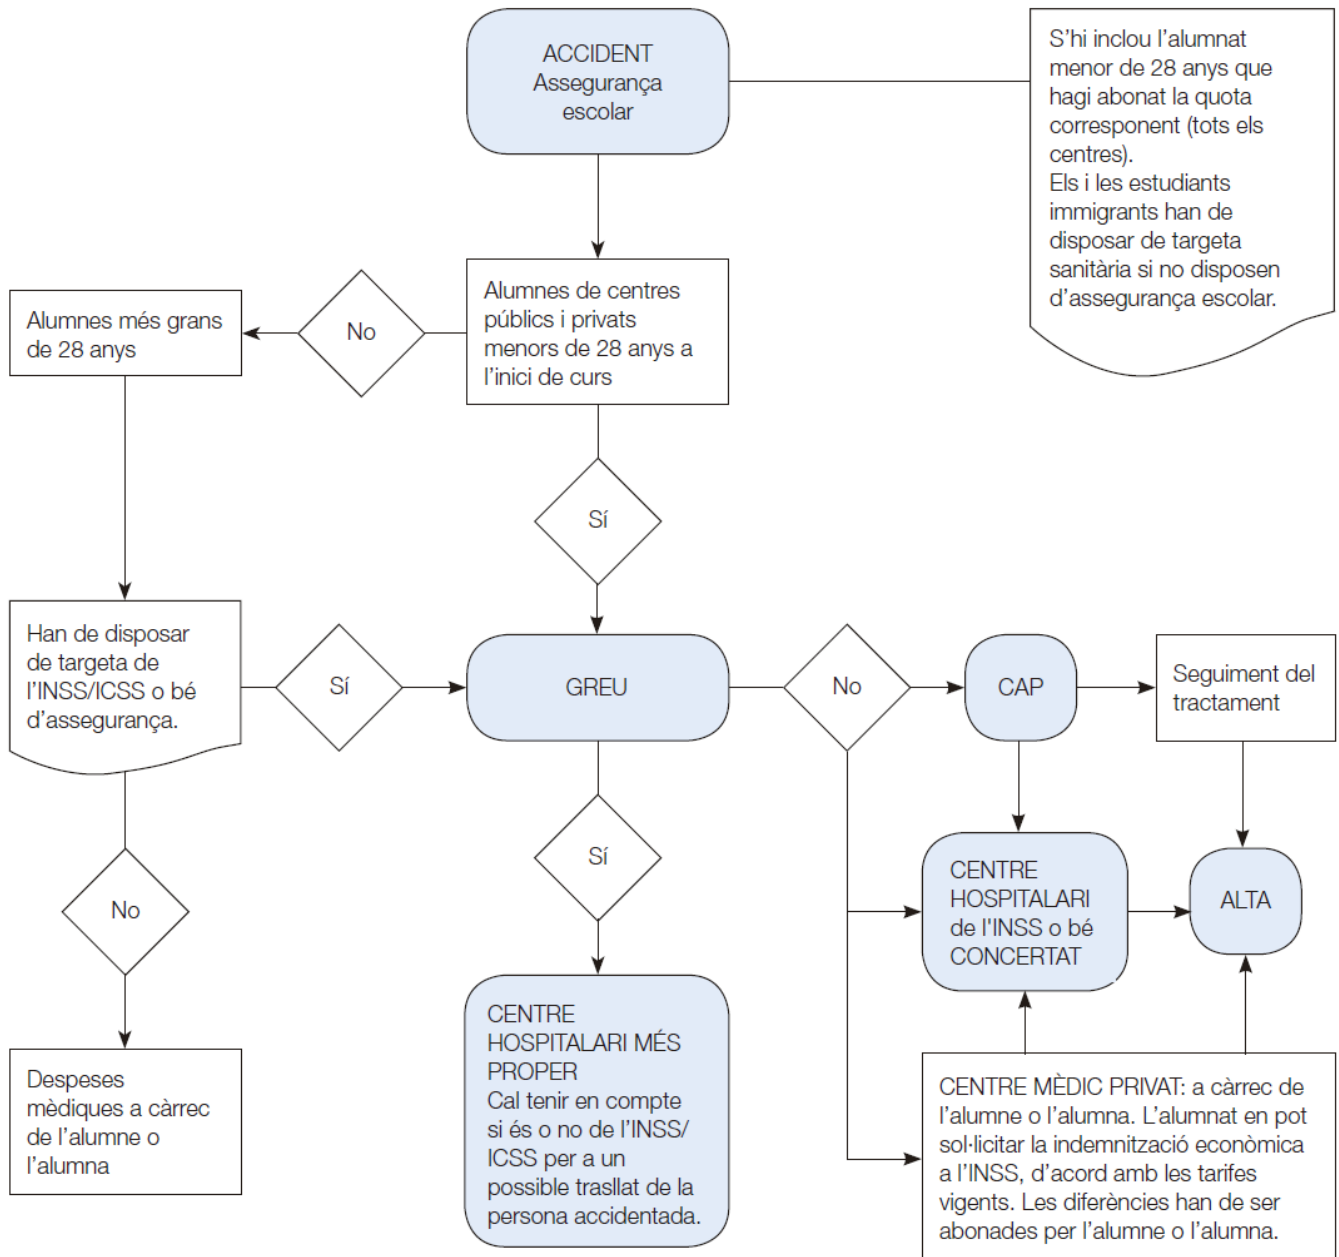 ACCIDENT
Assegurança
escolar
S’hi inclou l’alumnat
menor de 28 anys que
hagi abonat la quota
corresponent (tots els
centres).
Els i les estudiants
immigrants han de
disposar de targeta
sanitària si no disposen
d’assegurança escolar.
Alumnes més grans
de 28 anys
No
Alumnes de centres
públics i privats
menors de 28 anys a
l’inici de curs
Sí
Han de disposar
de targeta de
l’INSS/ICSS o bé
d’assegurança.
Sí
GREU
No
CAP
Seguiment del
tractament
No
Sí
CENTRE
HOSPITALARI
de l'INSS o bé
CONCERTAT
ALTA
Despeses
mèdiques a càrrec
de l’alumne o
l’alumna
CENTRE
HOSPITALARI MÉS
PROPER
Cal tenir en compte
si és o no de l’INSS/
ICSS per a un
possible trasllat de la
persona accidentada.
CENTRE MÈDIC PRIVAT: a càrrec de
l’alumne o l’alumna. L’alumnat en pot
sol·licitar la indemnització econòmica
a l’INSS, d’acord amb les tarifes
vigents. Les diferències han de ser
abonades per l’alumne o l’alumna.